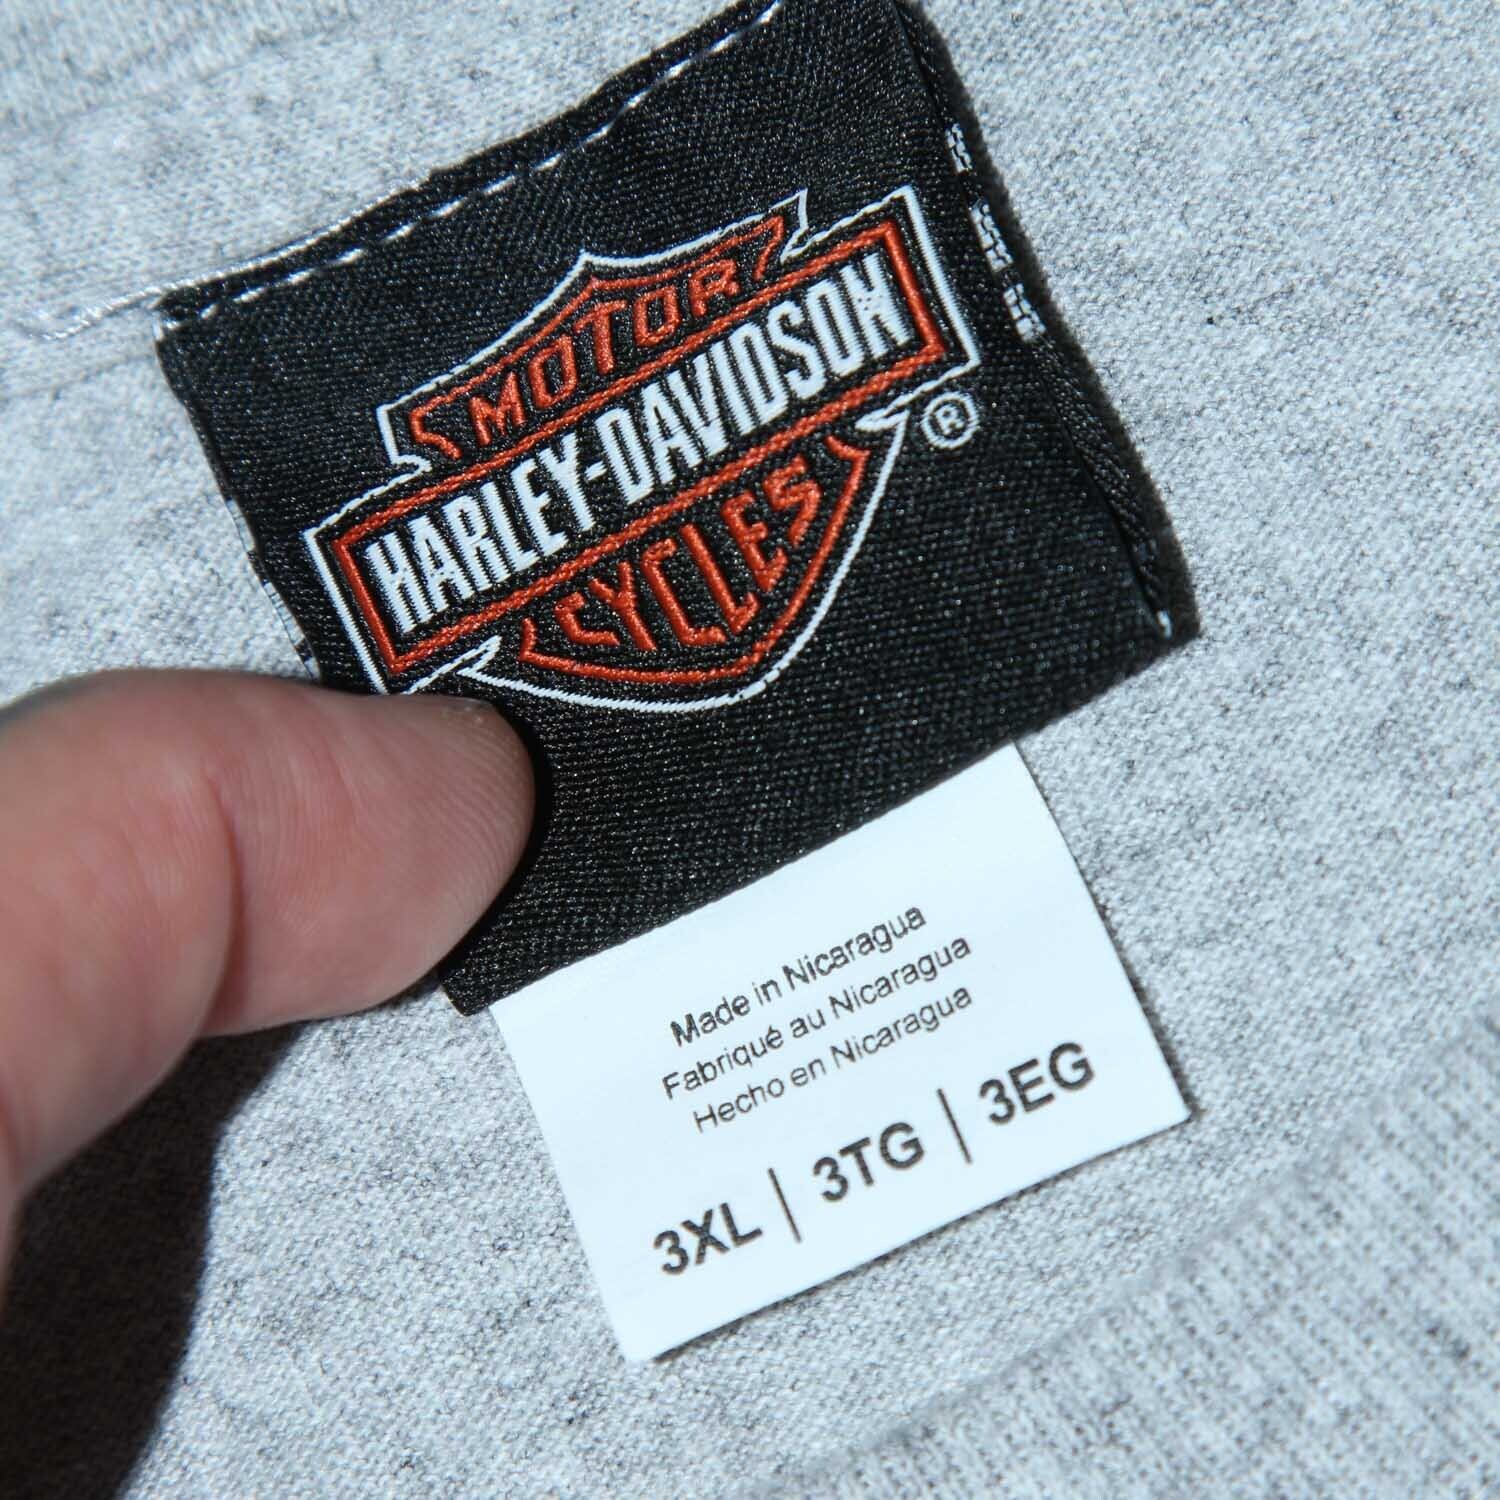 MOTOR
HARLEY-DAVIDSON
CYCLES
®
Made in Nicaragua
Fabriqué au Nicaragua
Hecho en Nicaragua
3XL | 3TG | 3EG